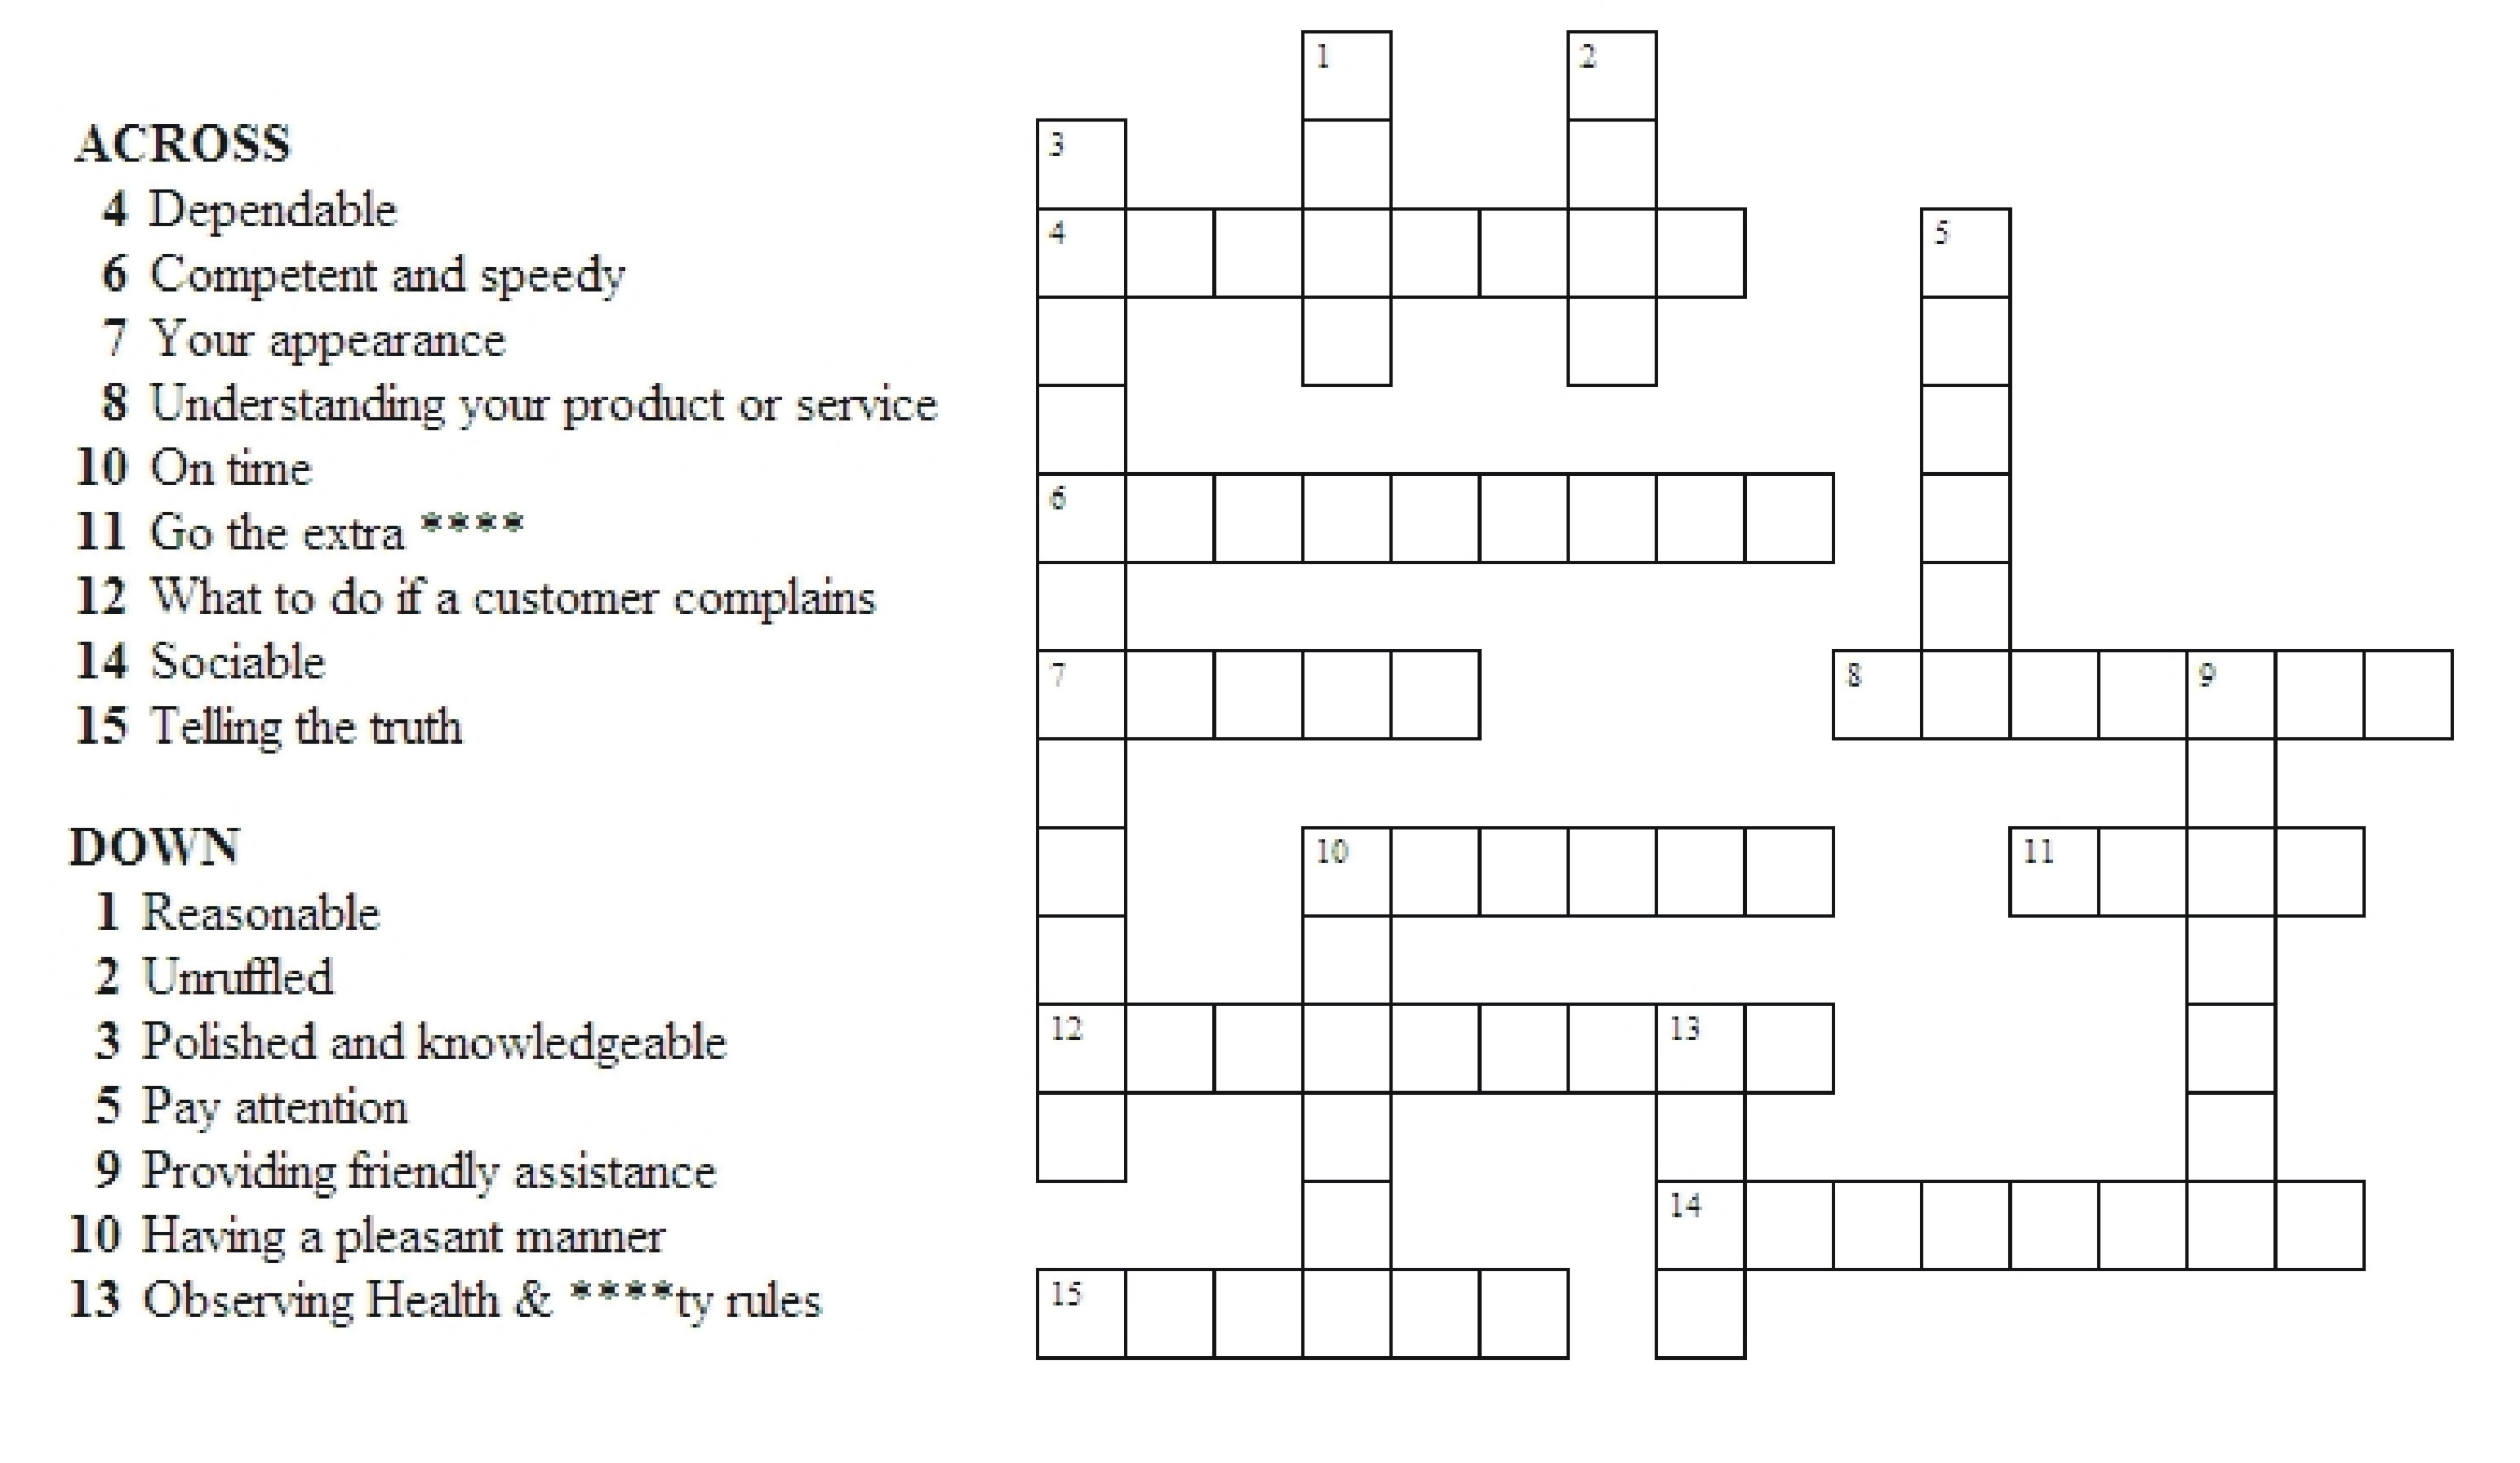 ACROSS
4 Dependable
6 Competent and speedy
7 Your appearance
8 Understanding your product or service
10 On time
11 Go the extra ****
12 What to do if a customer complains
14 Sociable
15 Telling the truth
DOWN
1 Reasonable
2 Unruffled
3 Polished and knowledgeable
5 Pay attention
9 Providing friendly assistance
10 Having a pleasant manner
13 Observing Health & ****ty rules
1 2
3
4 5
6
7 8 9
10 11
12 13
14
15